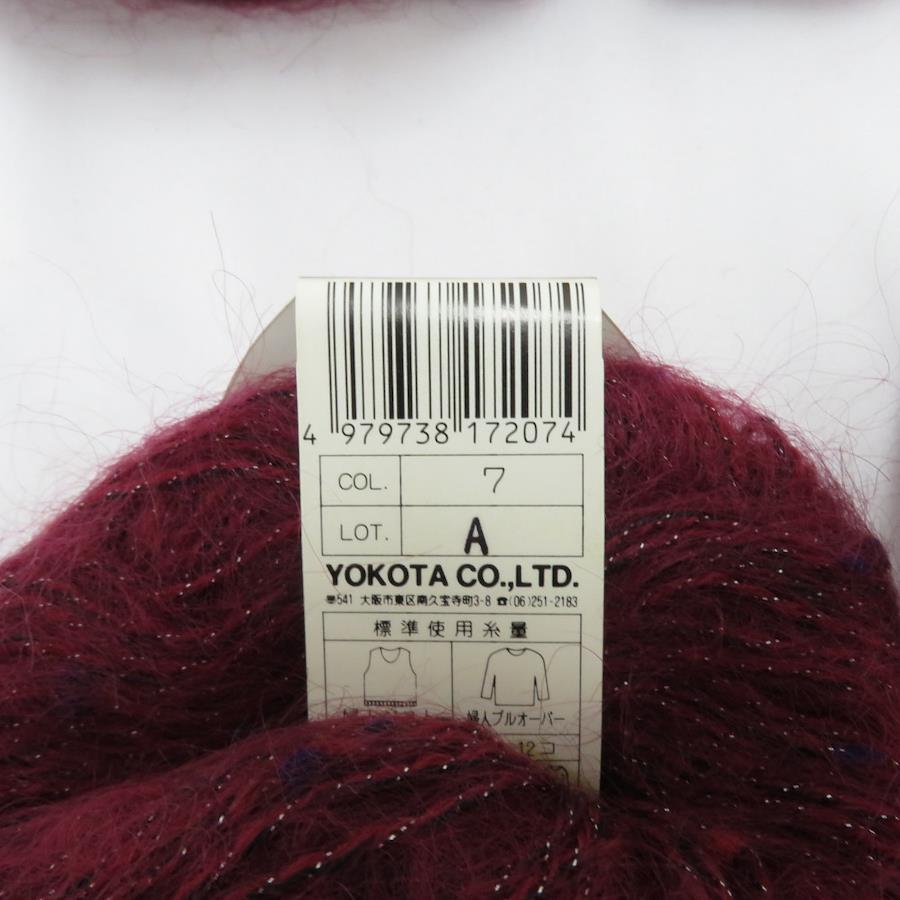 4 979738 172074
COL. 7
LOT. A
YOKOTA CO.,LTD.
〒541 大阪市東区南久宝寺町3-8 ☎(06)251-2183
標準使用糸量
婦人プルオーバー
12コ